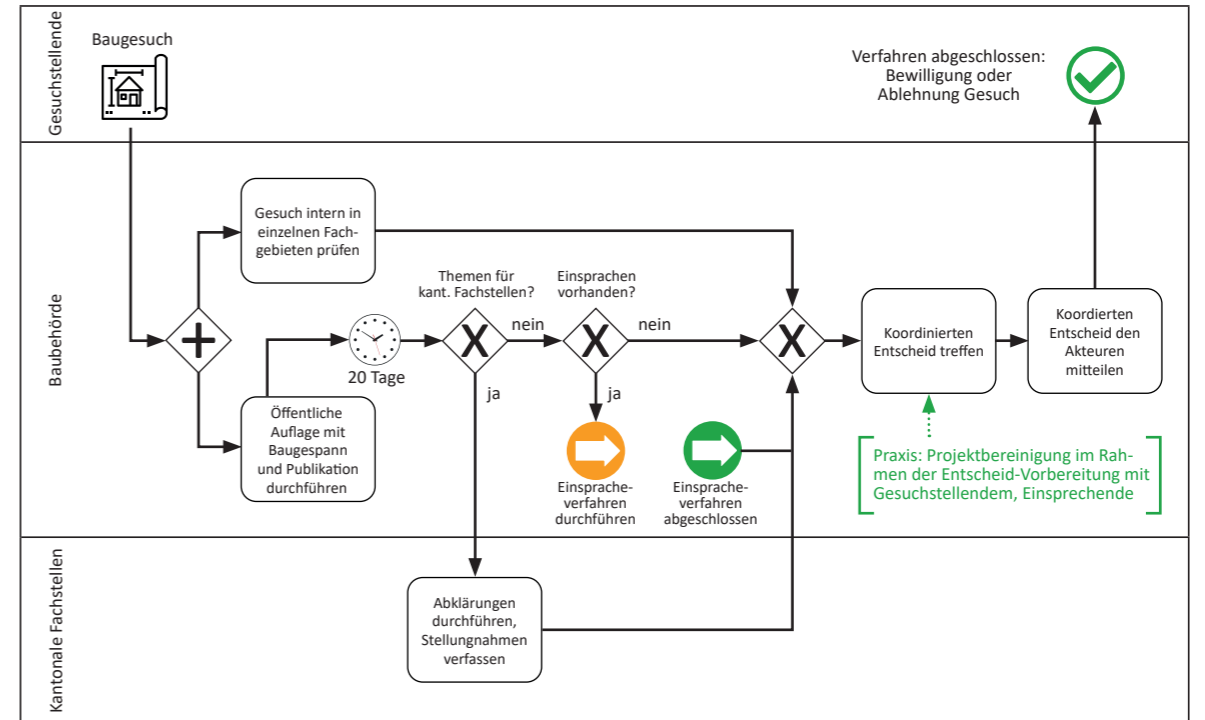 Gesuchstellende
Baugesuch
Verfahren abgeschlossen:
Bewilligung oder
Ablehnung Gesuch
Baubehörde
Gesuch intern in
einzelnen Fach-
gebieten prüfen
Themen für
kant. Fachstellen?
Einsprachen
vorhanden?
X
nein
X
nein
X
20 Tage
ja
ja
Öffentliche
Auflage mit
Baugespann
und Publikation
durchführen
Einsprache-
verfahren
durchführen
Einsprache-
verfahren
abgeschlossen
Koordinierten
Entscheid treffen
Koordierten
Entscheid den
Akteuren
mitteilen
Praxis: Projektbereinigung im Rah-
men der Entscheid-Vorbereitung mit
Gesuchstellendem, Einsprechende
Kantonale Fachstellen
Abklärungen
durchführen,
Stellungnahmen
verfassen